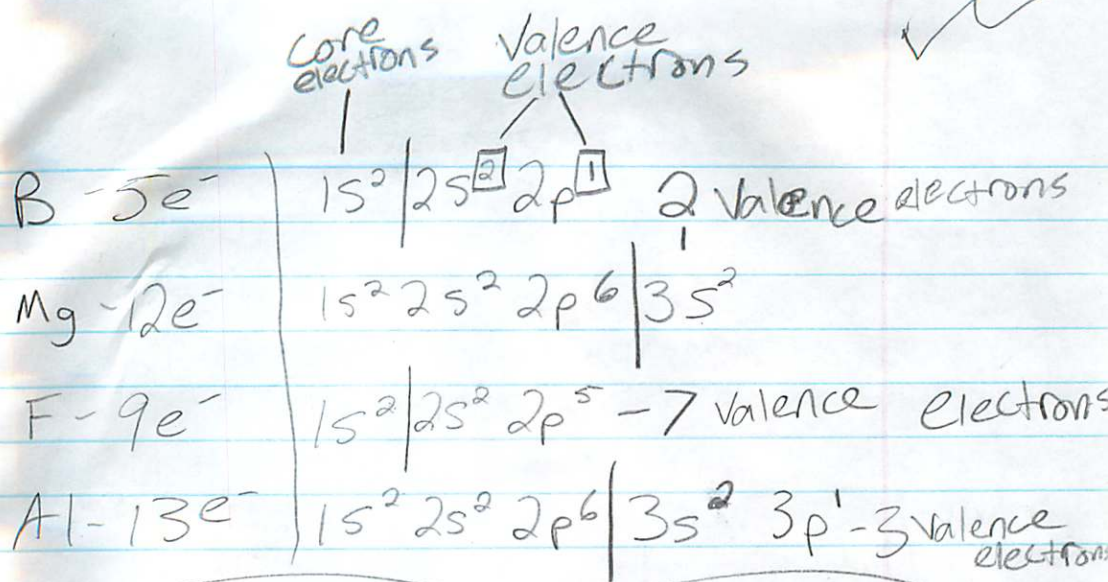 core electrons
Valence electrons
B - 5e⁻ 1s² | 2s² 2p¹ 2 Valence electrons
Mg - 12e⁻ 1s² 2s² 2p⁶ | 3s²
F - 9e⁻ 1s² | 2s² 2p⁵ - 7 valence electrons
Al - 13e⁻ 1s² 2s² 2p⁶ | 3s² 3p¹ - 3 valence electrons